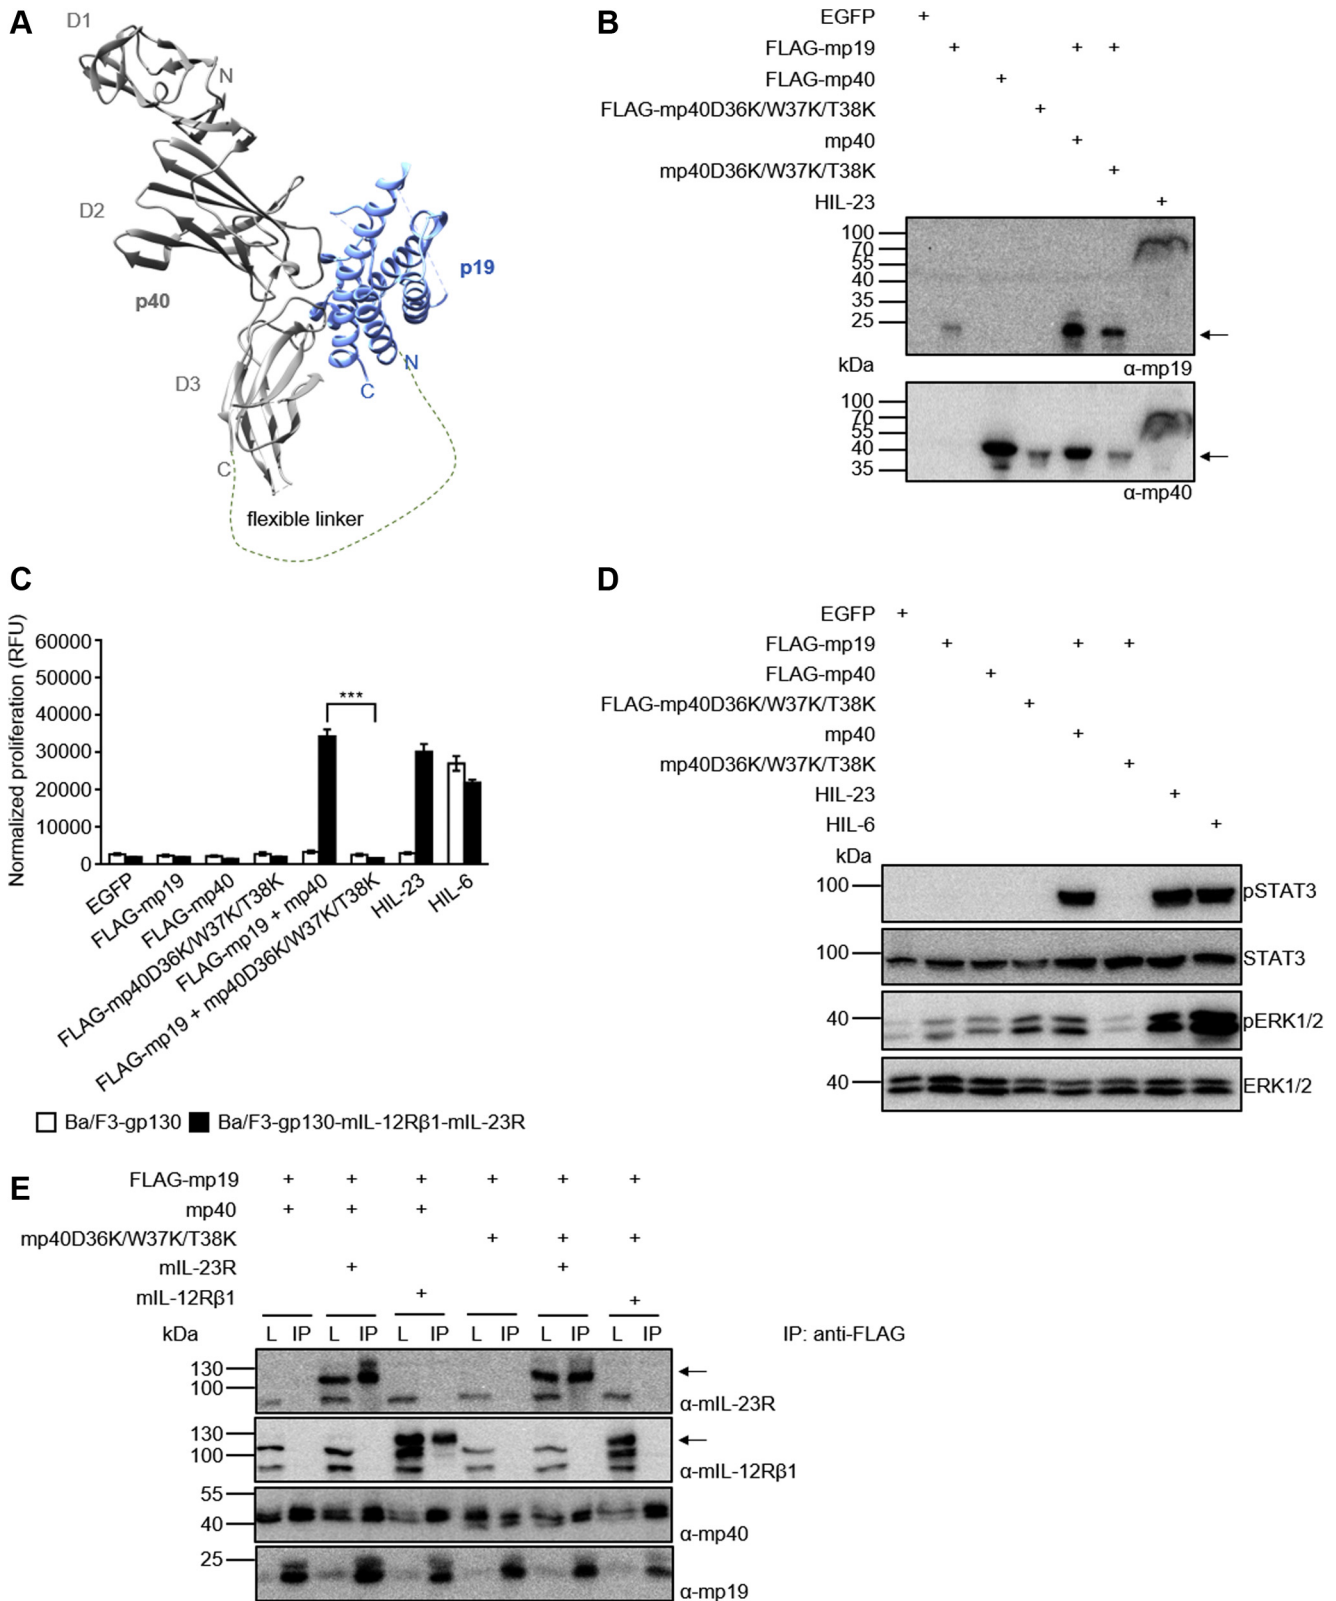 A
D1
N
D2
p40
p19
D3
N
C
C
flexible linker
B
EGFP +
FLAG-mp19 + + +
FLAG-mp40 +
FLAG-mp40D36K/W37K/T38K +
mp40 +
mp40D36K/W37K/T38K +
HIL-23 +
100
70
55
40
35
25
kDa
α-mp19
100
70
55
40
35
α-mp40
C
Normalized proliferation (RFU)
60000
50000
40000
30000
20000
10000
0
***
EGFP
FLAG-mp19
FLAG-mp40
FLAG-mp40D36K/W37K/T38K
FLAG-mp19 + mp40
FLAG-mp19 + mp40D36K/W37K/T38K
HIL-23
HIL-6
Ba/F3-gp130 Ba/F3-gp130-mIL-12Rβ1-mIL-23R
D
EGFP +
FLAG-mp19 + + +
FLAG-mp40 +
FLAG-mp40D36K/W37K/T38K +
mp40 +
mp40D36K/W37K/T38K +
HIL-23 +
HIL-6 +
kDa
100 pSTAT3
100 STAT3
40 pERK1/2
40 ERK1/2
E
FLAG-mp19 + + + + + +
mp40 + + +
mp40D36K/W37K/T38K + + +
mIL-23R + +
mIL-12Rβ1 + +
kDa L IP L IP L IP L IP L IP L IP IP: anti-FLAG
130
100
α-mIL-23R
130
100
α-mIL-12Rβ1
55
40
α-mp40
25
α-mp19